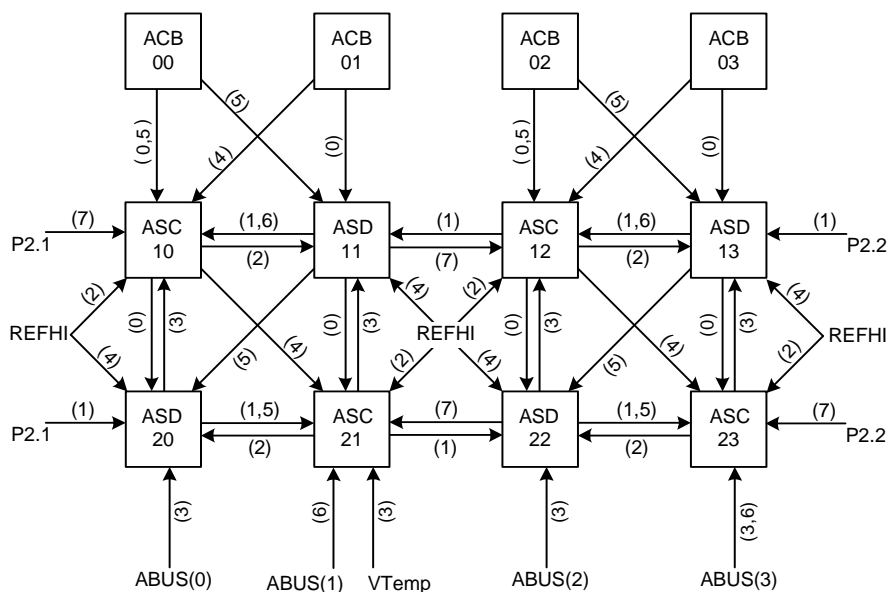 ACB 00
ACB 01
ACB 02
ACB 03
( 0,5 )
(5)
(4)
(0)
( 0,5 )
(5)
(4)
(0)
P2.1
(7)
ASC 10
(1,6)
(2)
ASD 11
(1)
(7)
ASC 12
(1,6)
(2)
ASD 13
(1)
P2.2
REFHI
(2)
(4)
(0)
(3)
(4)
(5)
(0)
(3)
(4)
(2)
REFHI
(2)
(4)
(0)
(3)
(4)
(5)
(0)
(3)
(4)
(2)
REFHI
P2.1
(1)
ASD 20
(1,5)
(2)
ASC 21
(7)
(1)
ASD 22
(1,5)
(2)
ASC 23
(7)
P2.2
(3)
(6)
(3)
(3)
(3,6)
ABUS(0)
ABUS(1)
VTemp
ABUS(2)
ABUS(3)